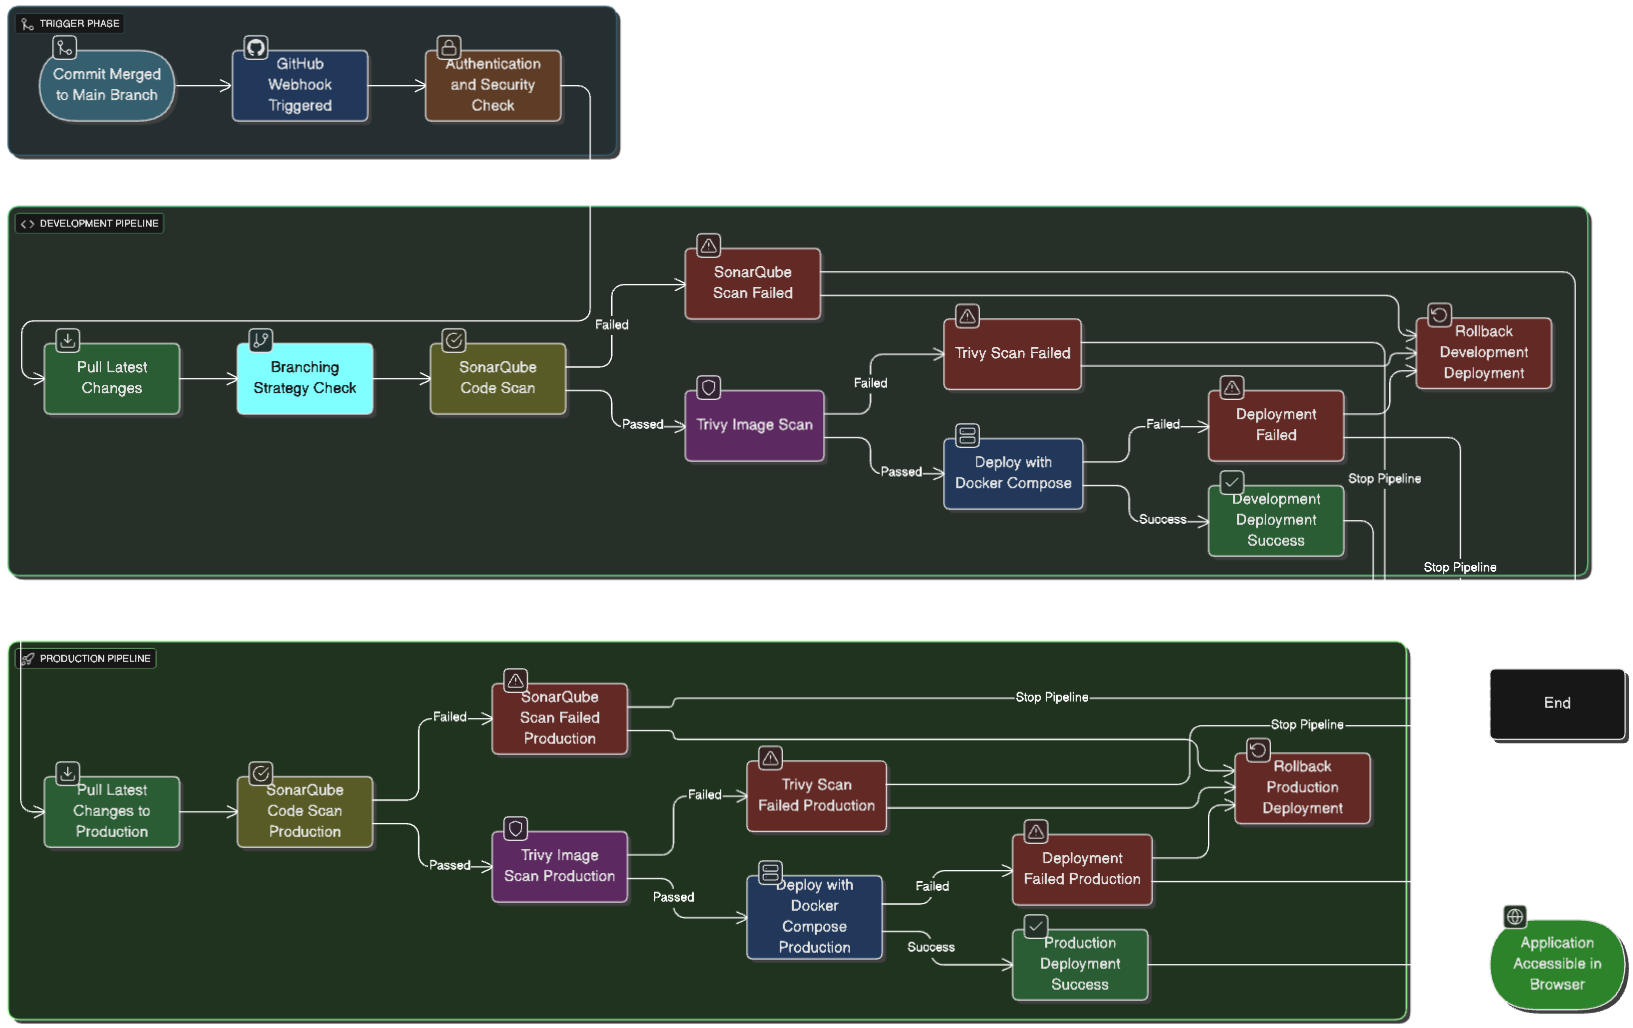 TRIGGER PHASE
Commit Merged
to Main Branch
GitHub
Webhook
Triggered
Authentication
and Security
Check
DEVELOPMENT PIPELINE
Pull Latest
Changes
Branching
Strategy Check
SonarQube
Code Scan
Failed
Passed
SonarQube
Scan Failed
Trivy Image Scan
Failed
Passed
Trivy Scan Failed
Deploy with
Docker Compose
Failed
Success
Deployment
Failed
Development
Deployment
Success
Rollback
Development
Deployment
Stop Pipeline
Stop Pipeline
PRODUCTION PIPELINE
Pull Latest
Changes to
Production
SonarQube
Code Scan
Production
Failed
Passed
SonarQube
Scan Failed
Production
Trivy Image
Scan Production
Failed
Passed
Trivy Scan
Failed Production
Deploy with
Docker
Compose
Production
Failed
Success
Deployment
Failed Production
Production
Deployment
Success
Stop Pipeline
Stop Pipeline
Rollback
Production
Deployment
End
Application
Accessible in
Browser